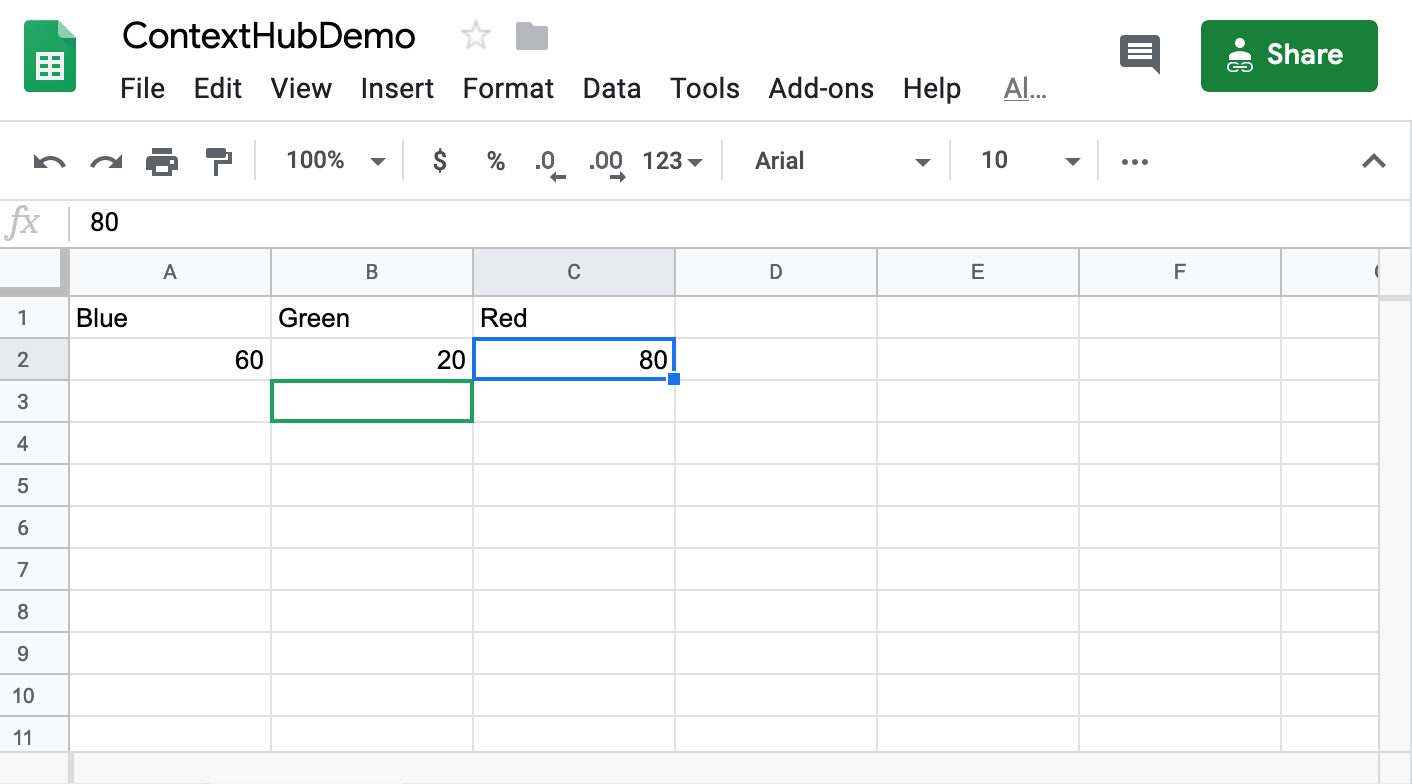 ContextHubDemo
File Edit View Insert Format Data Tools Add-ons Help Al...
Share
100% $ % .0 .00 123 Arial 10
fx 80
A B C D E F
1 Blue Green Red
2 60 20 80
3
4
5
6
7
8
9
10
11